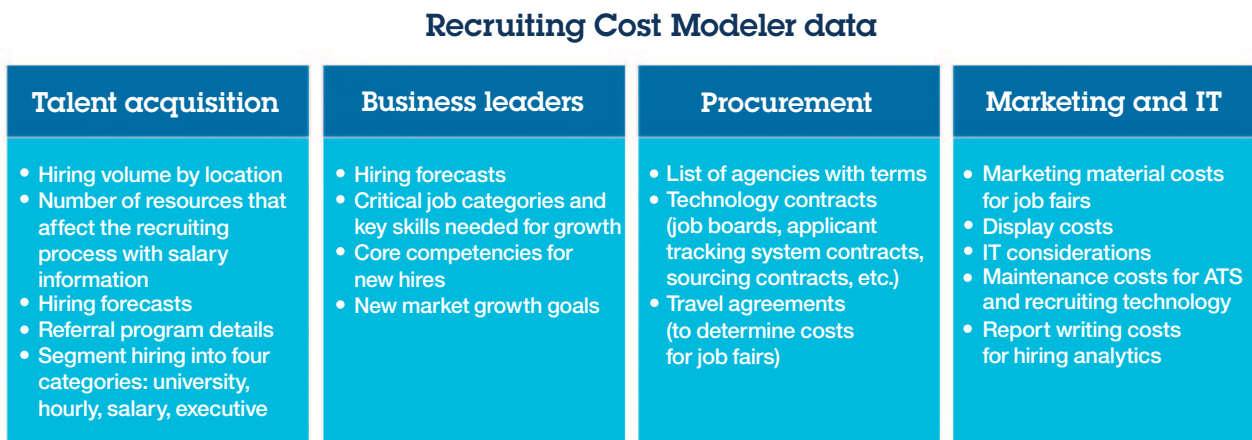 Recruiting Cost Modeler data
Talent acquisition
• Hiring volume by location
• Number of resources that
affect the recruiting
process with salary
information
• Hiring forecasts
• Referral program details
• Segment hiring into four
categories: university,
hourly, salary, executive
Business leaders
• Hiring forecasts
• Critical job categories and
key skills needed for growth
• Core competencies for
new hires
• New market growth goals
Procurement
• List of agencies with terms
• Technology contracts
(job boards, applicant
tracking system contracts,
sourcing contracts, etc.)
• Travel agreements
(to determine costs
for job fairs)
Marketing and IT
• Marketing material costs
for job fairs
• Display costs
• IT considerations
• Maintenance costs for ATS
and recruiting technology
• Report writing costs
for hiring analytics